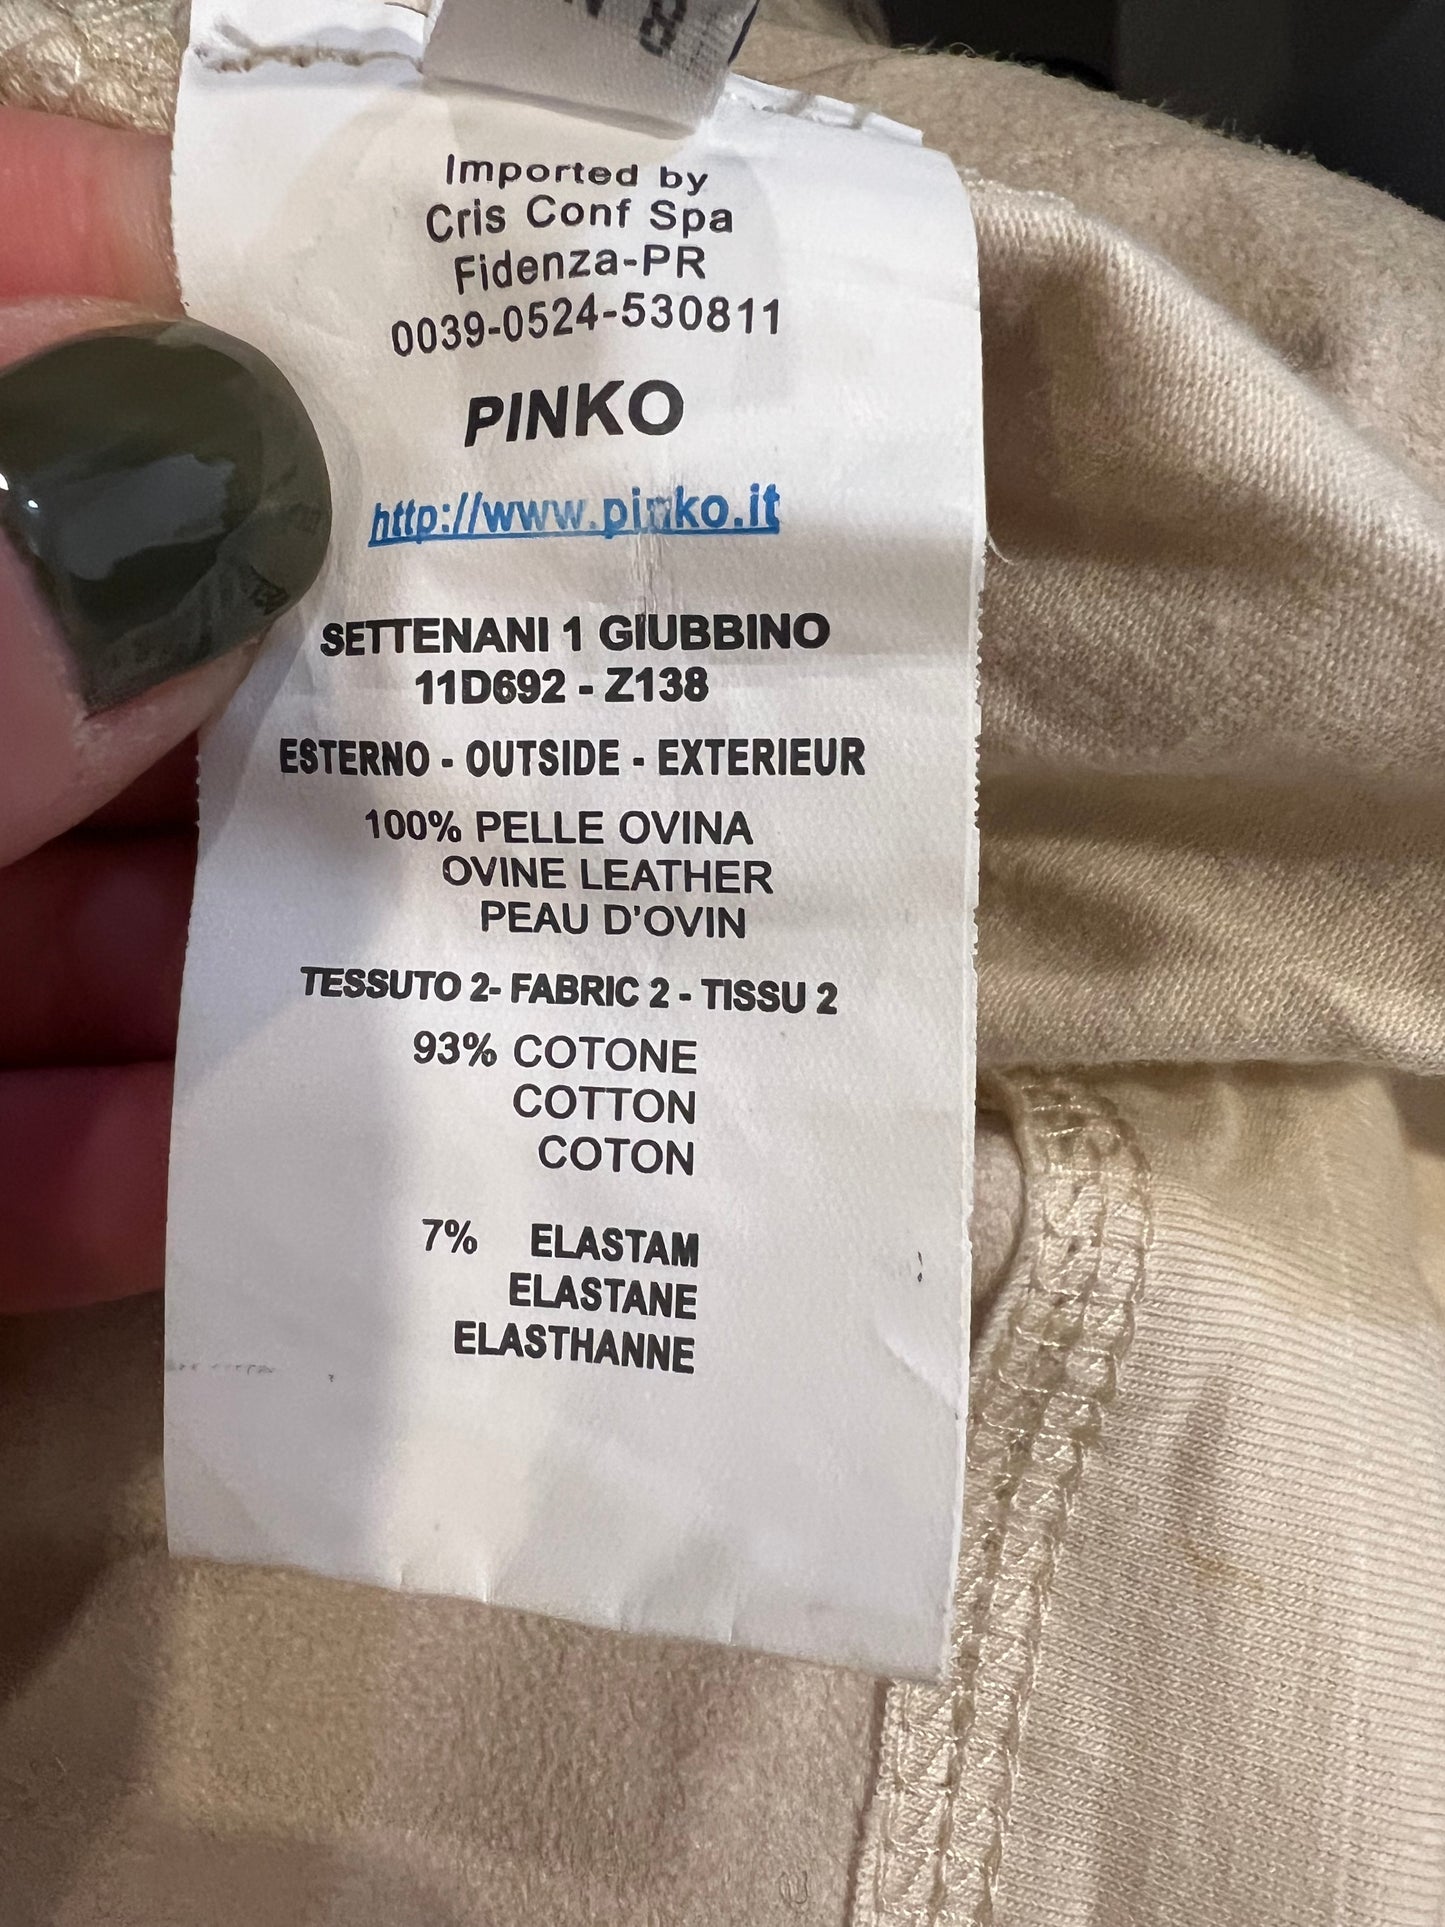 8
Imported by
Cris Conf Spa
Fidenza-PR
0039-0524-530811
PINKO
http://www.pinko.it
SETTENANI 1 GIUBBINO
11D692 - Z138
ESTERNO - OUTSIDE - EXTERIEUR
100% PELLE OVINA
OVINE LEATHER
PEAU D'OVIN
TESSUTO 2- FABRIC 2 - TISSU 2
93% COTONE
COTTON
COTON
7% ELASTAM
ELASTANE
ELASTHANNE